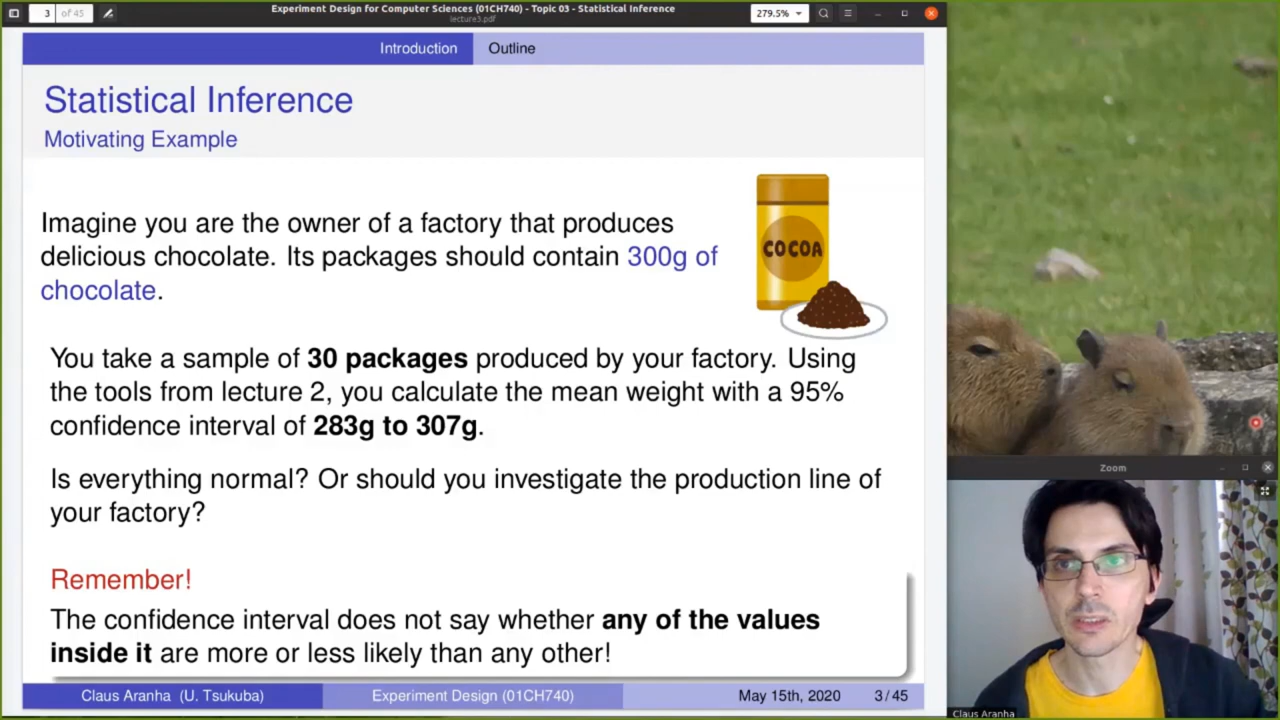 Experiment Design for Computer Sciences (01CH740) - Topic 03 - Statistical Inference
lecture3.pdf
3 of 45
279.5%
Introduction Outline
Statistical Inference
Motivating Example
Imagine you are the owner of a factory that produces
delicious chocolate. Its packages should contain 300g of
chocolate.
COCOA
You take a sample of 30 packages produced by your factory. Using
the tools from lecture 2, you calculate the mean weight with a 95%
confidence interval of 283g to 307g.
Is everything normal? Or should you investigate the production line of
your factory?
Remember!
The confidence interval does not say whether any of the values
inside it are more or less likely than any other!
Claus Aranha (U. Tsukuba) Experiment Design (01CH740) May 15th, 2020 3 / 45
Zoom
Claus Aranha